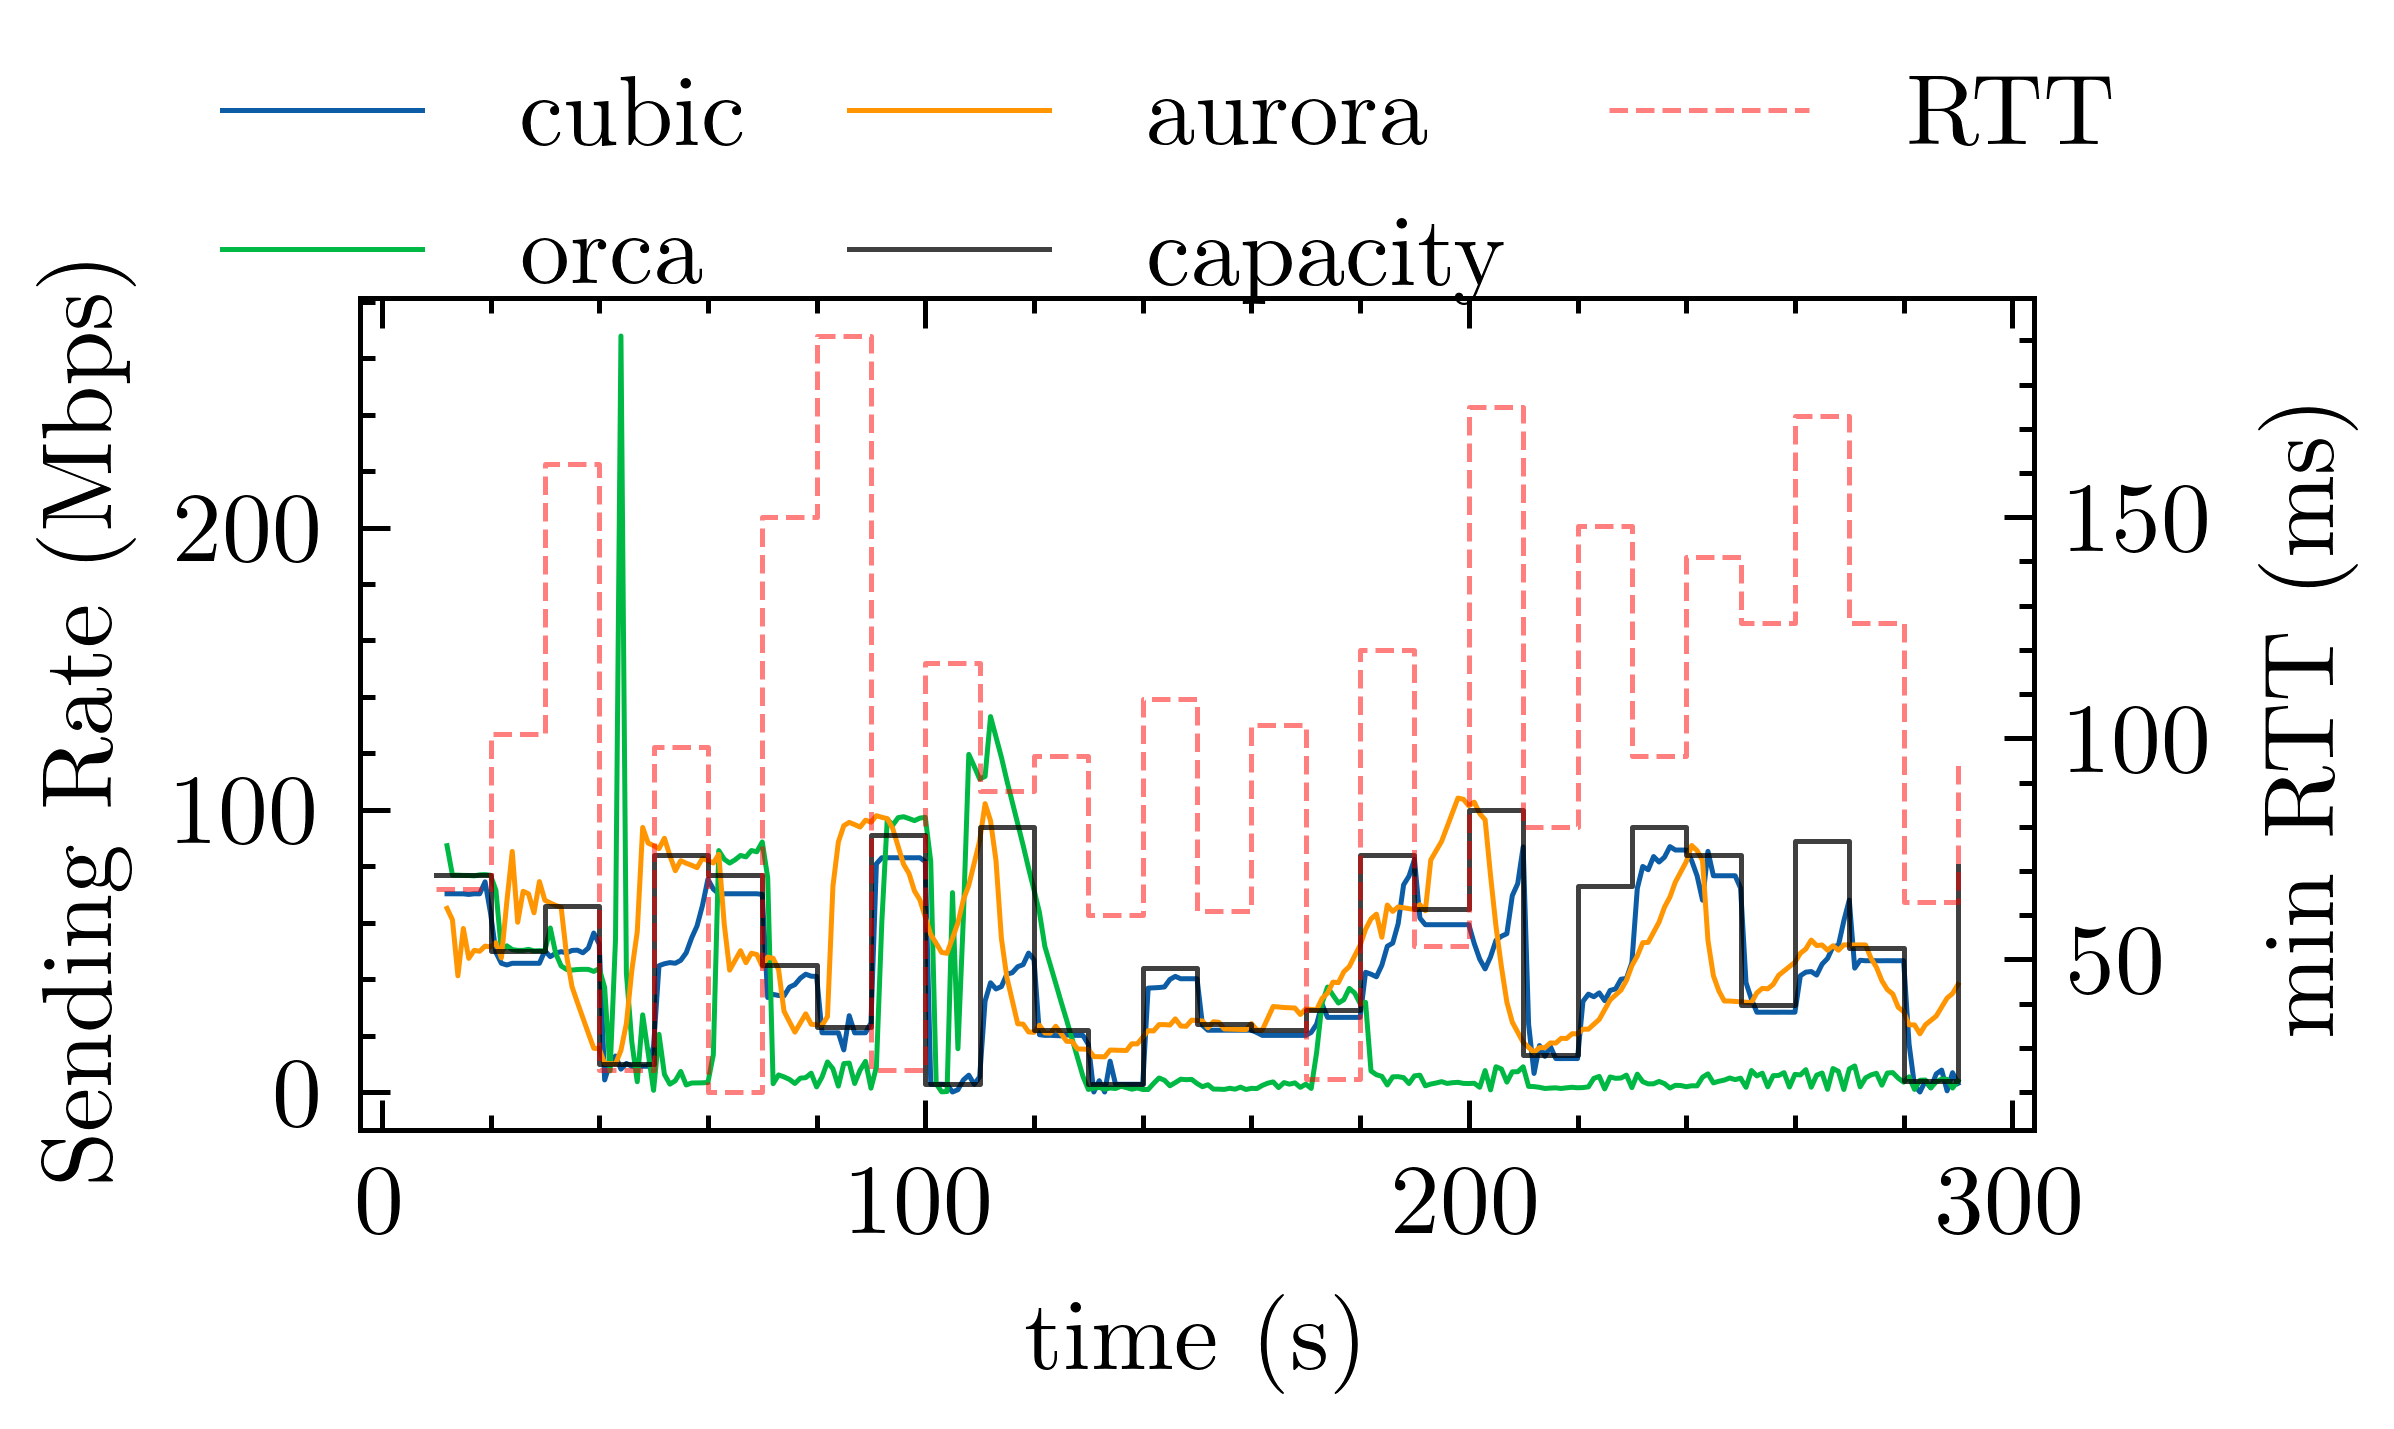 cubic aurora RTT
orca capacity
Sending Rate (Mbps)
200
100
0
150
100
50
min RTT (ms)
0 100 200 300
time (s)